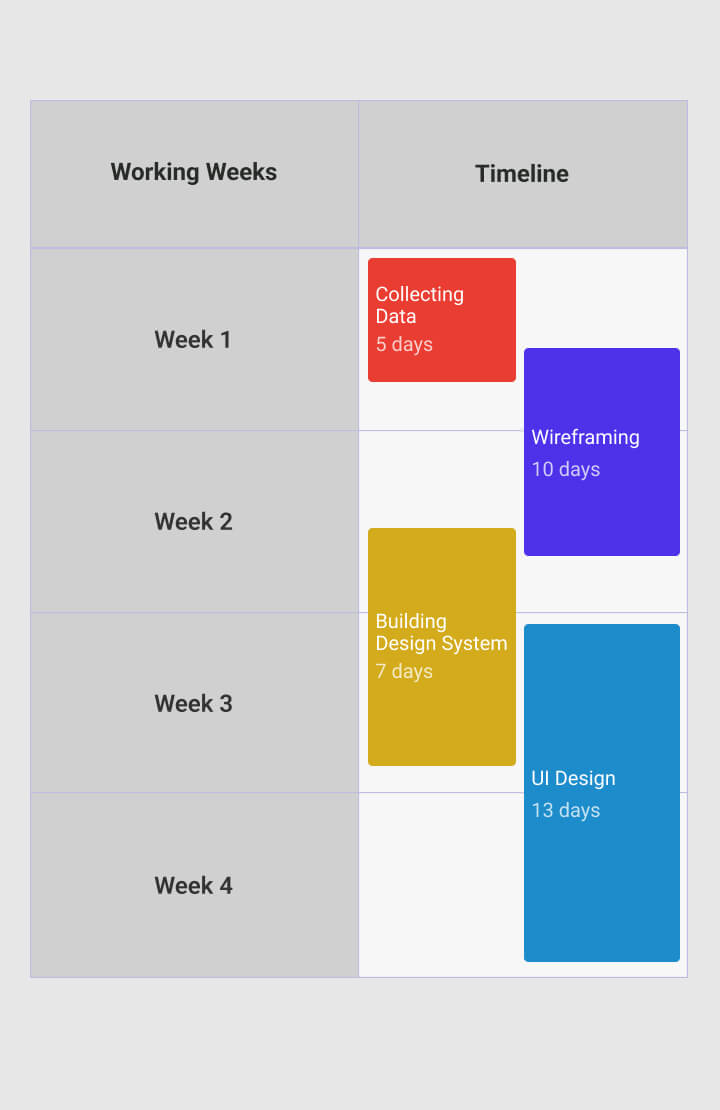 Working Weeks
Timeline
Week 1
Collecting
Data
5 days
Wireframing
10 days
Week 2
Building
Design System
7 days
Week 3
UI Design
13 days
Week 4